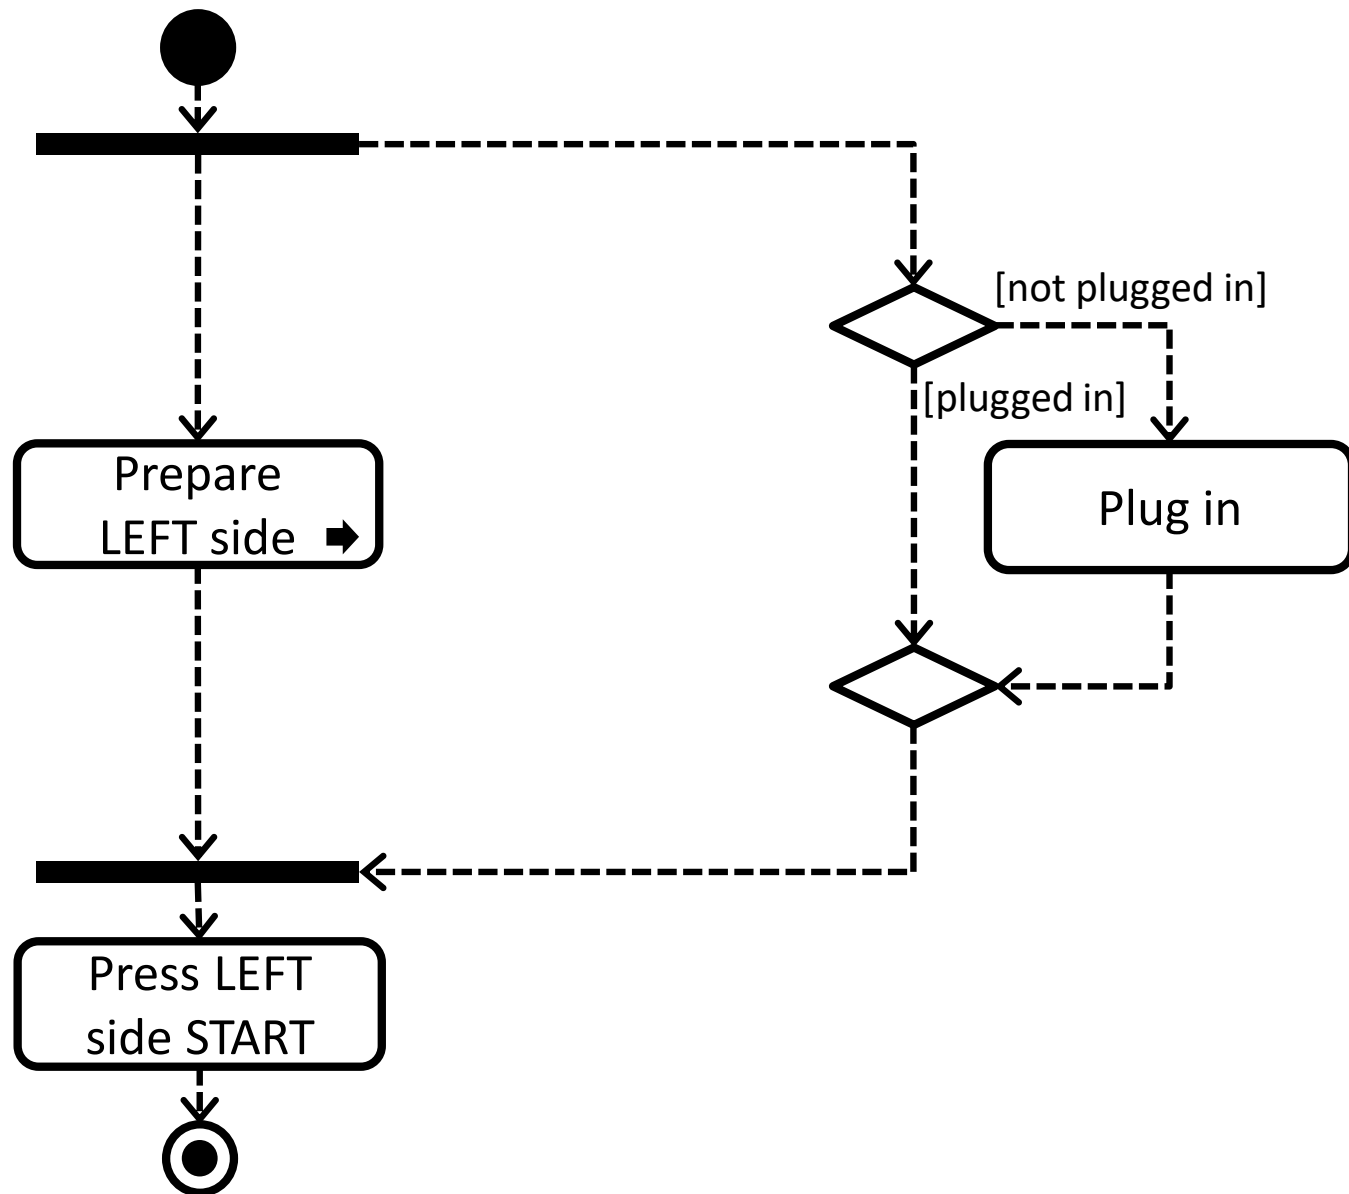 [not plugged in]
[plugged in]
Prepare
LEFT side
Plug in
Press LEFT
side START